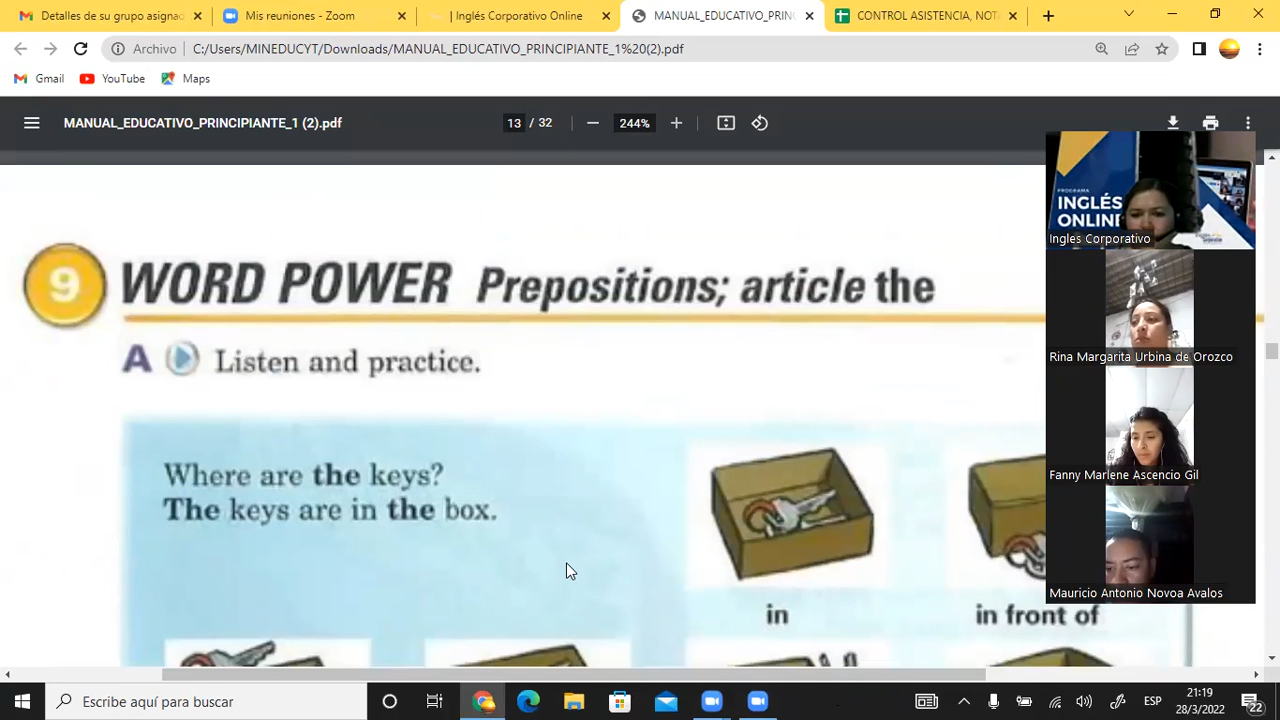 Detalles de su grupo asignad
Mis reuniones - Zoom
| Inglés Corporativo Online
MANUAL_EDUCATIVO_PRINC
CONTROL ASISTENCIA, NOT
Archivo
C:/Users/MINEDUCYT/Downloads/MANUAL_EDUCATIVO_PRINCIPIANTE_1%20(2).pdf
Gmail
YouTube
Maps
MANUAL_EDUCATIVO_PRINCIPIANTE_1 (2).pdf
13 / 32
244%
9 WORD POWER Prepositions; article the
A Listen and practice.
Where are the keys?
The keys are in the box.
in
in front of
PROGRAMA
INGLÉS
ONLINE
Ingles Corporativo
Rina Margarita Urbina de Orozco
Fanny Marlene Ascencio Gil
Mauricio Antonio Novoa Avalos
Escribe aquí para buscar
ESP
21:19
28/3/2022
22